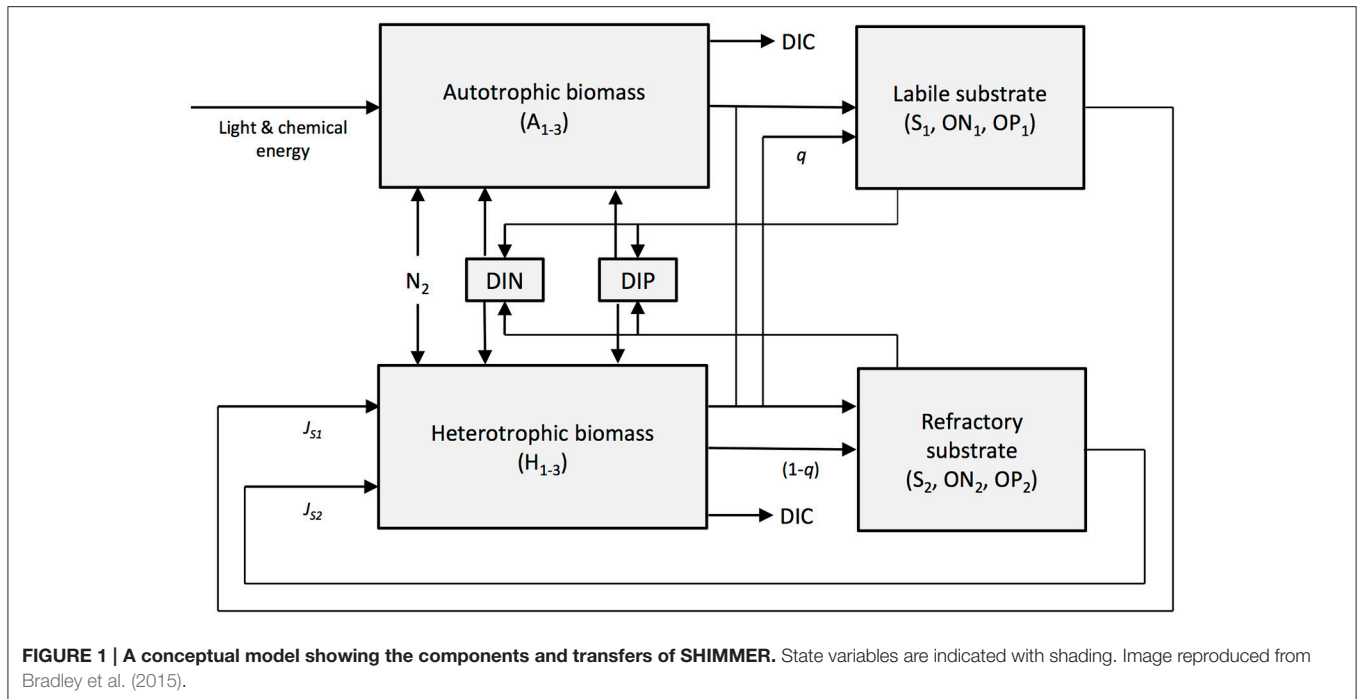 DIC
Autotrophic biomass
(A₁₋₃)
Labile substrate
(S₁, ON₁, OP₁)
Light & chemical
energy
q
N₂
DIN
DIP
J_S1
Heterotrophic biomass
(H₁₋₃)
Refractory
substrate
(S₂, ON₂, OP₂)
(1-q)
J_S2
DIC
FIGURE 1 | A conceptual model showing the components and transfers of SHIMMER. State variables are indicated with shading. Image reproduced from
Bradley et al. (2015).